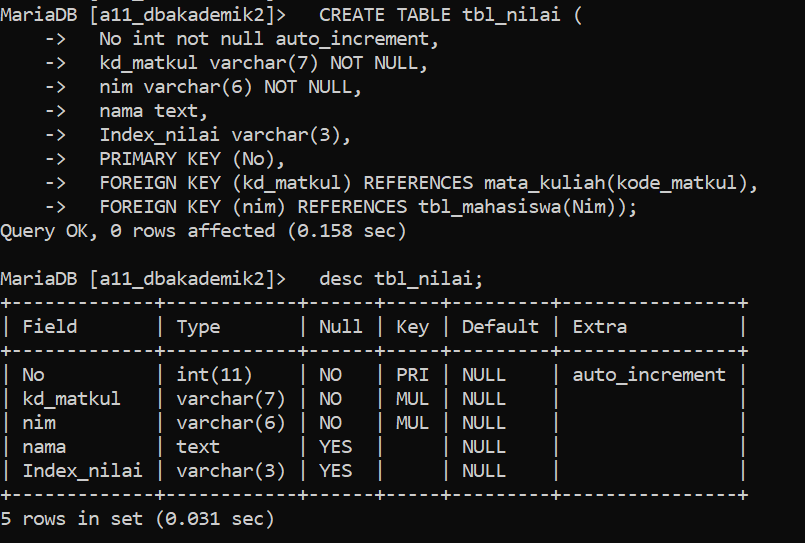 MariaDB [a11_dbakademik2]>   CREATE TABLE tbl_nilai (
    ->   No int not null auto_increment,
    ->   kd_matkul varchar(7) NOT NULL,
    ->   nim varchar(6) NOT NULL,
    ->   nama text,
    ->   Index_nilai varchar(3),
    ->   PRIMARY KEY (No),
    ->   FOREIGN KEY (kd_matkul) REFERENCES mata_kuliah(kode_matkul),
    ->   FOREIGN KEY (nim) REFERENCES tbl_mahasiswa(Nim));
Query OK, 0 rows affected (0.158 sec)

MariaDB [a11_dbakademik2]>   desc tbl_nilai;
+-------------+------------+------+-----+---------+----------------+
| Field       | Type       | Null | Key | Default | Extra          |
+-------------+------------+------+-----+---------+----------------+
| No          | int(11)    | NO   | PRI | NULL    | auto_increment |
| kd_matkul   | varchar(7) | NO   | MUL | NULL    |                |
| nim         | varchar(6) | NO   | MUL | NULL    |                |
| nama        | text       | YES  |     | NULL    |                |
| Index_nilai | varchar(3) | YES  |     | NULL    |                |
+-------------+------------+------+-----+---------+----------------+
5 rows in set (0.031 sec)